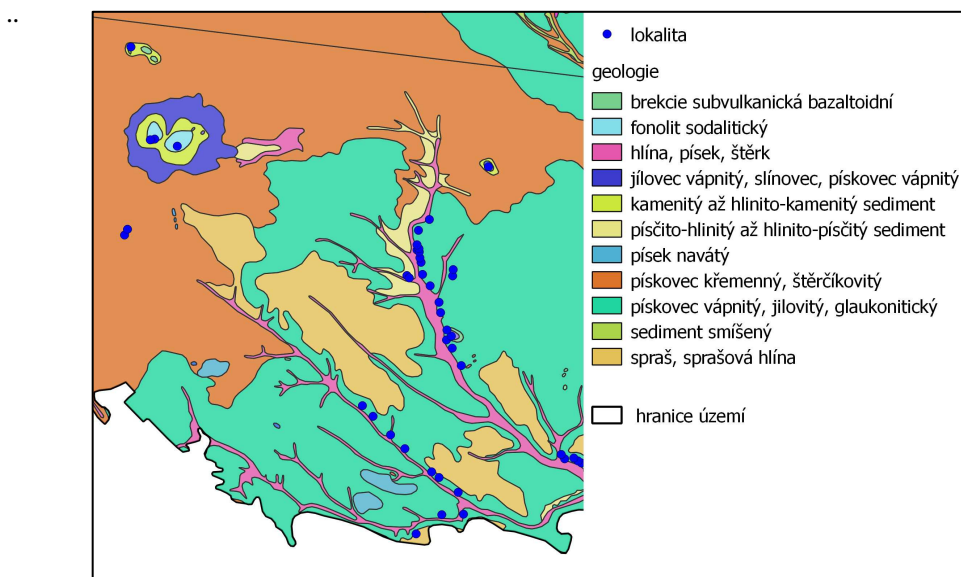 ..
lokalita
geologie
brekcie subvulkanická bazaltoidní
fonolit sodalitický
hlína, písek, štěrk
jílovec vápnitý, slínovec, pískovec vápnitý
kamenitý až hlinito-kamenitý sediment
písčito-hlinitý až hlinito-písčitý sediment
písek navátý
pískovec křemenný, štěrčíkovitý
pískovec vápnitý, jilovitý, glaukonitický
sediment smíšený
spraš, sprašová hlína
hranice území